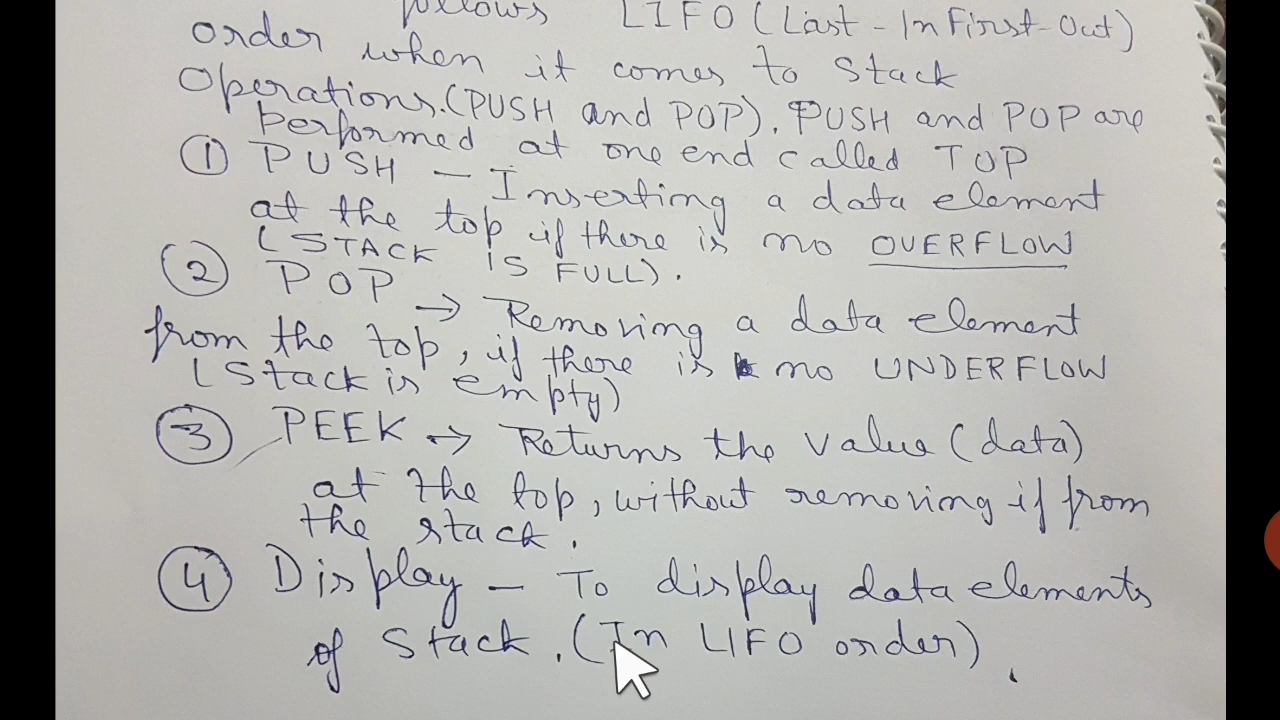 follows LIFO (Last-In First-Out)
order when it comes to Stack
Operations.(PUSH and POP). PUSH and POP are
performed at one end called TOP
① PUSH - Inserting a data element
at the top if there is no OVERFLOW
(STACK IS FULL).
② POP → Removing a data element
from the top, if there is no UNDERFLOW
(Stack is empty)
③ PEEK → Returns the value (data)
at the top, without removing if from
the stack.
④ Display - To display data elements
of Stack. (In LIFO order).